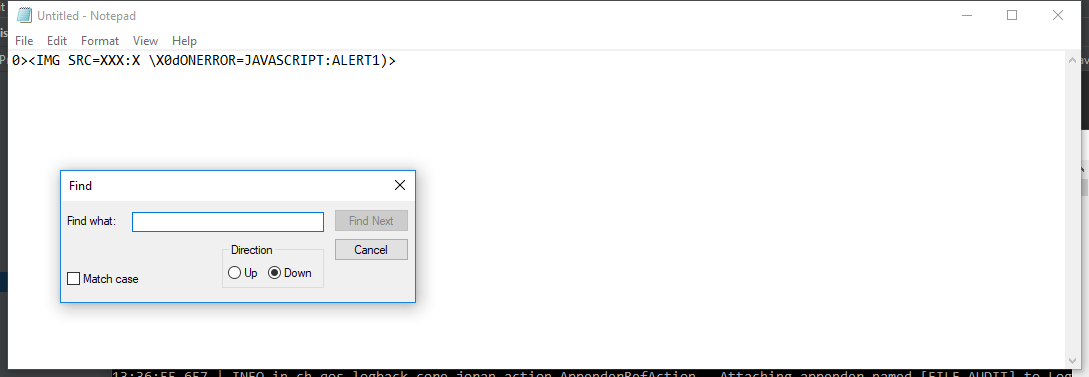 Untitled - Notepad
File Edit Format View Help
0><IMG SRC=XXX:X \X0dONERROR=JAVASCRIPT:ALERT1)>
Find
Find what:
Find Next
Direction
Cancel
Up Down
Match case
13:36:55,657 | INFO in ch.qos.logback.core.joran.action.AppenderRefAction - Attaching appender named [FILE_AUDIT] to Log